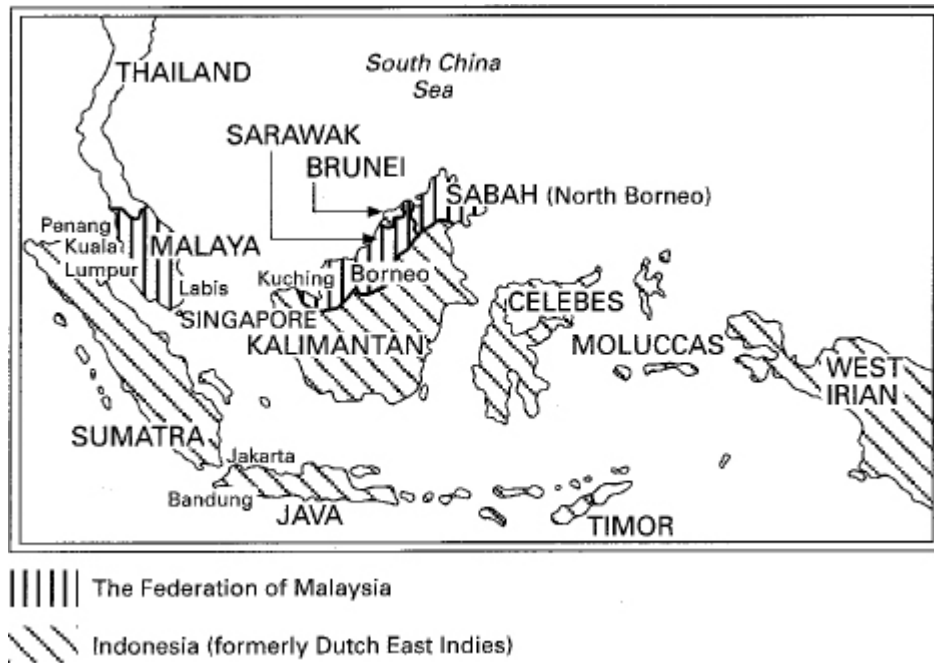 THAILAND
South China
Sea
SARAWAK
BRUNEI
SABAH (North Borneo)
Penang
Kuala
Lumpur
MALAYA
Labis
SINGAPORE
Kuching
Borneo
KALIMANTAN
CELEBES
MOLUCCAS
WEST
IRIAN
SUMATRA
Jakarta
Bandung
JAVA
TIMOR
The Federation of Malaysia
Indonesia (formerly Dutch East Indies)